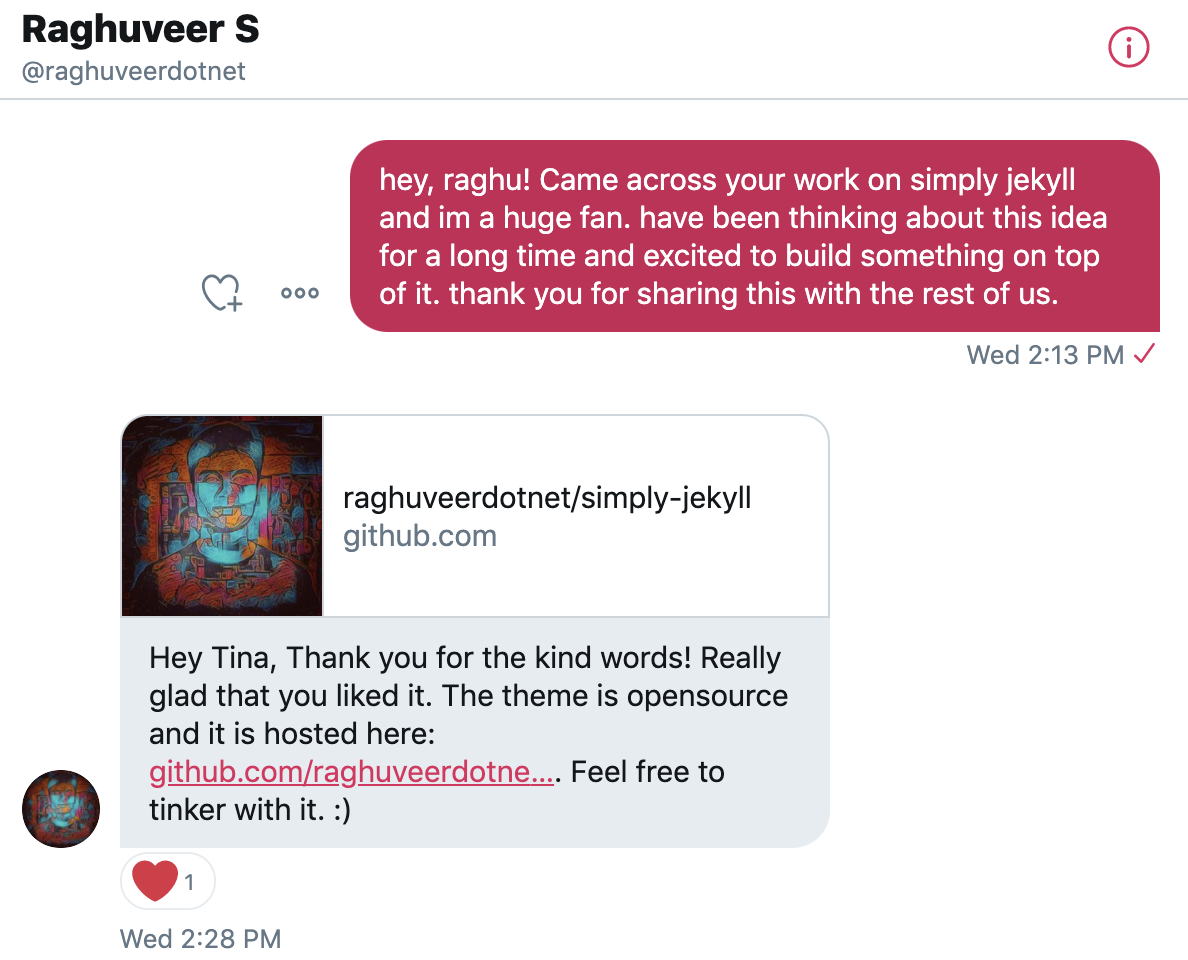 Raghuveer S
@raghuveerdotnet
hey, raghu! Came across your work on simply jekyll
and im a huge fan. have been thinking about this idea
for a long time and excited to build something on top
of it. thank you for sharing this with the rest of us.
Wed 2:13 PM
raghuveerdotnet/simply-jekyll
github.com
Hey Tina, Thank you for the kind words! Really
glad that you liked it. The theme is opensource
and it is hosted here:
github.com/raghuveerdotne.... Feel free to
tinker with it. :)
1
Wed 2:28 PM